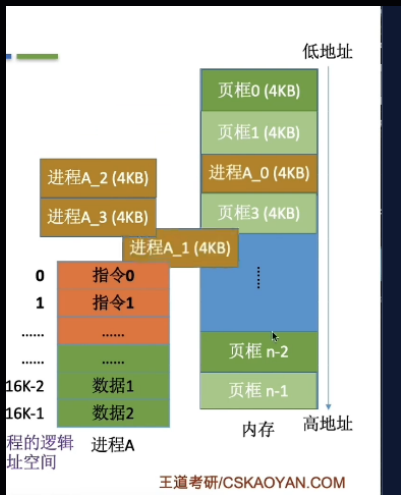 低地址
页框0 (4KB)
页框1 (4KB)
进程A_2 (4KB)
进程A_0 (4KB)
进程A_3 (4KB)
页框3 (4KB)
进程A_1 (4KB)
0
指令0
......
1
指令1
......
......
......
......
页框 n-2
16K-2
数据1
页框 n-1
16K-1
数据2
程的逻辑
址空间
进程A
内存
高地址
王道考研/CSKAOYAN.COM